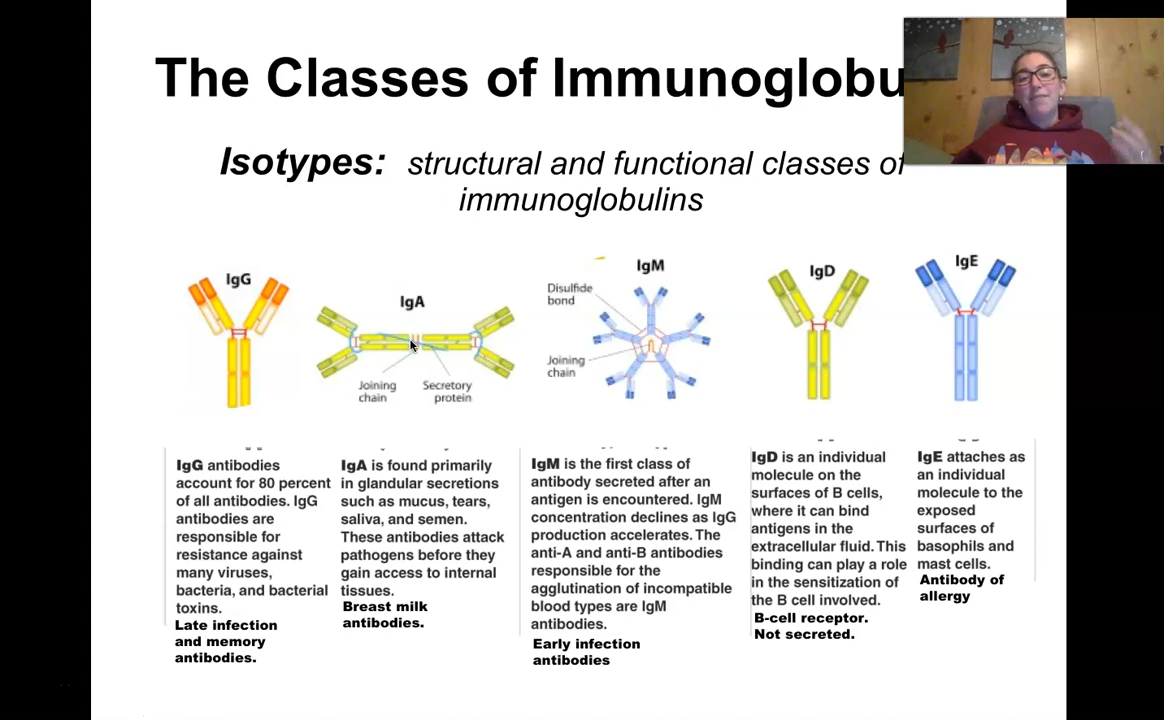 The Classes of Immunoglobu
Isotypes: structural and functional classes of
immunoglobulins
IgG
IgA
Joining
chain
Secretory
protein
IgM
Disulfide
bond
Joining
chain
IgD
IgE
IgG antibodies
account for 80 percent
of all antibodies. IgG
antibodies are
responsible for
resistance against
many viruses,
bacteria, and bacterial
toxins.
Late infection
and memory
antibodies.
IgA is found primarily
in glandular secretions
such as mucus, tears,
saliva, and semen.
These antibodies attack
pathogens before they
gain access to internal
tissues.
Breast milk
antibodies.
IgM is the first class of
antibody secreted after an
antigen is encountered. IgM
concentration declines as IgG
production accelerates. The
anti-A and anti-B antibodies
responsible for the
agglutination of incompatible
blood types are IgM
antibodies.
Early infection
antibodies
IgD is an individual
molecule on the
surfaces of B cells,
where it can bind
antigens in the
extracellular fluid. This
binding can play a role
in the sensitization of
the B cell involved.
B-cell receptor.
Not secreted.
IgE attaches as
an individual
molecule to the
exposed
surfaces of
basophils and
mast cells.
Antibody of
allergy